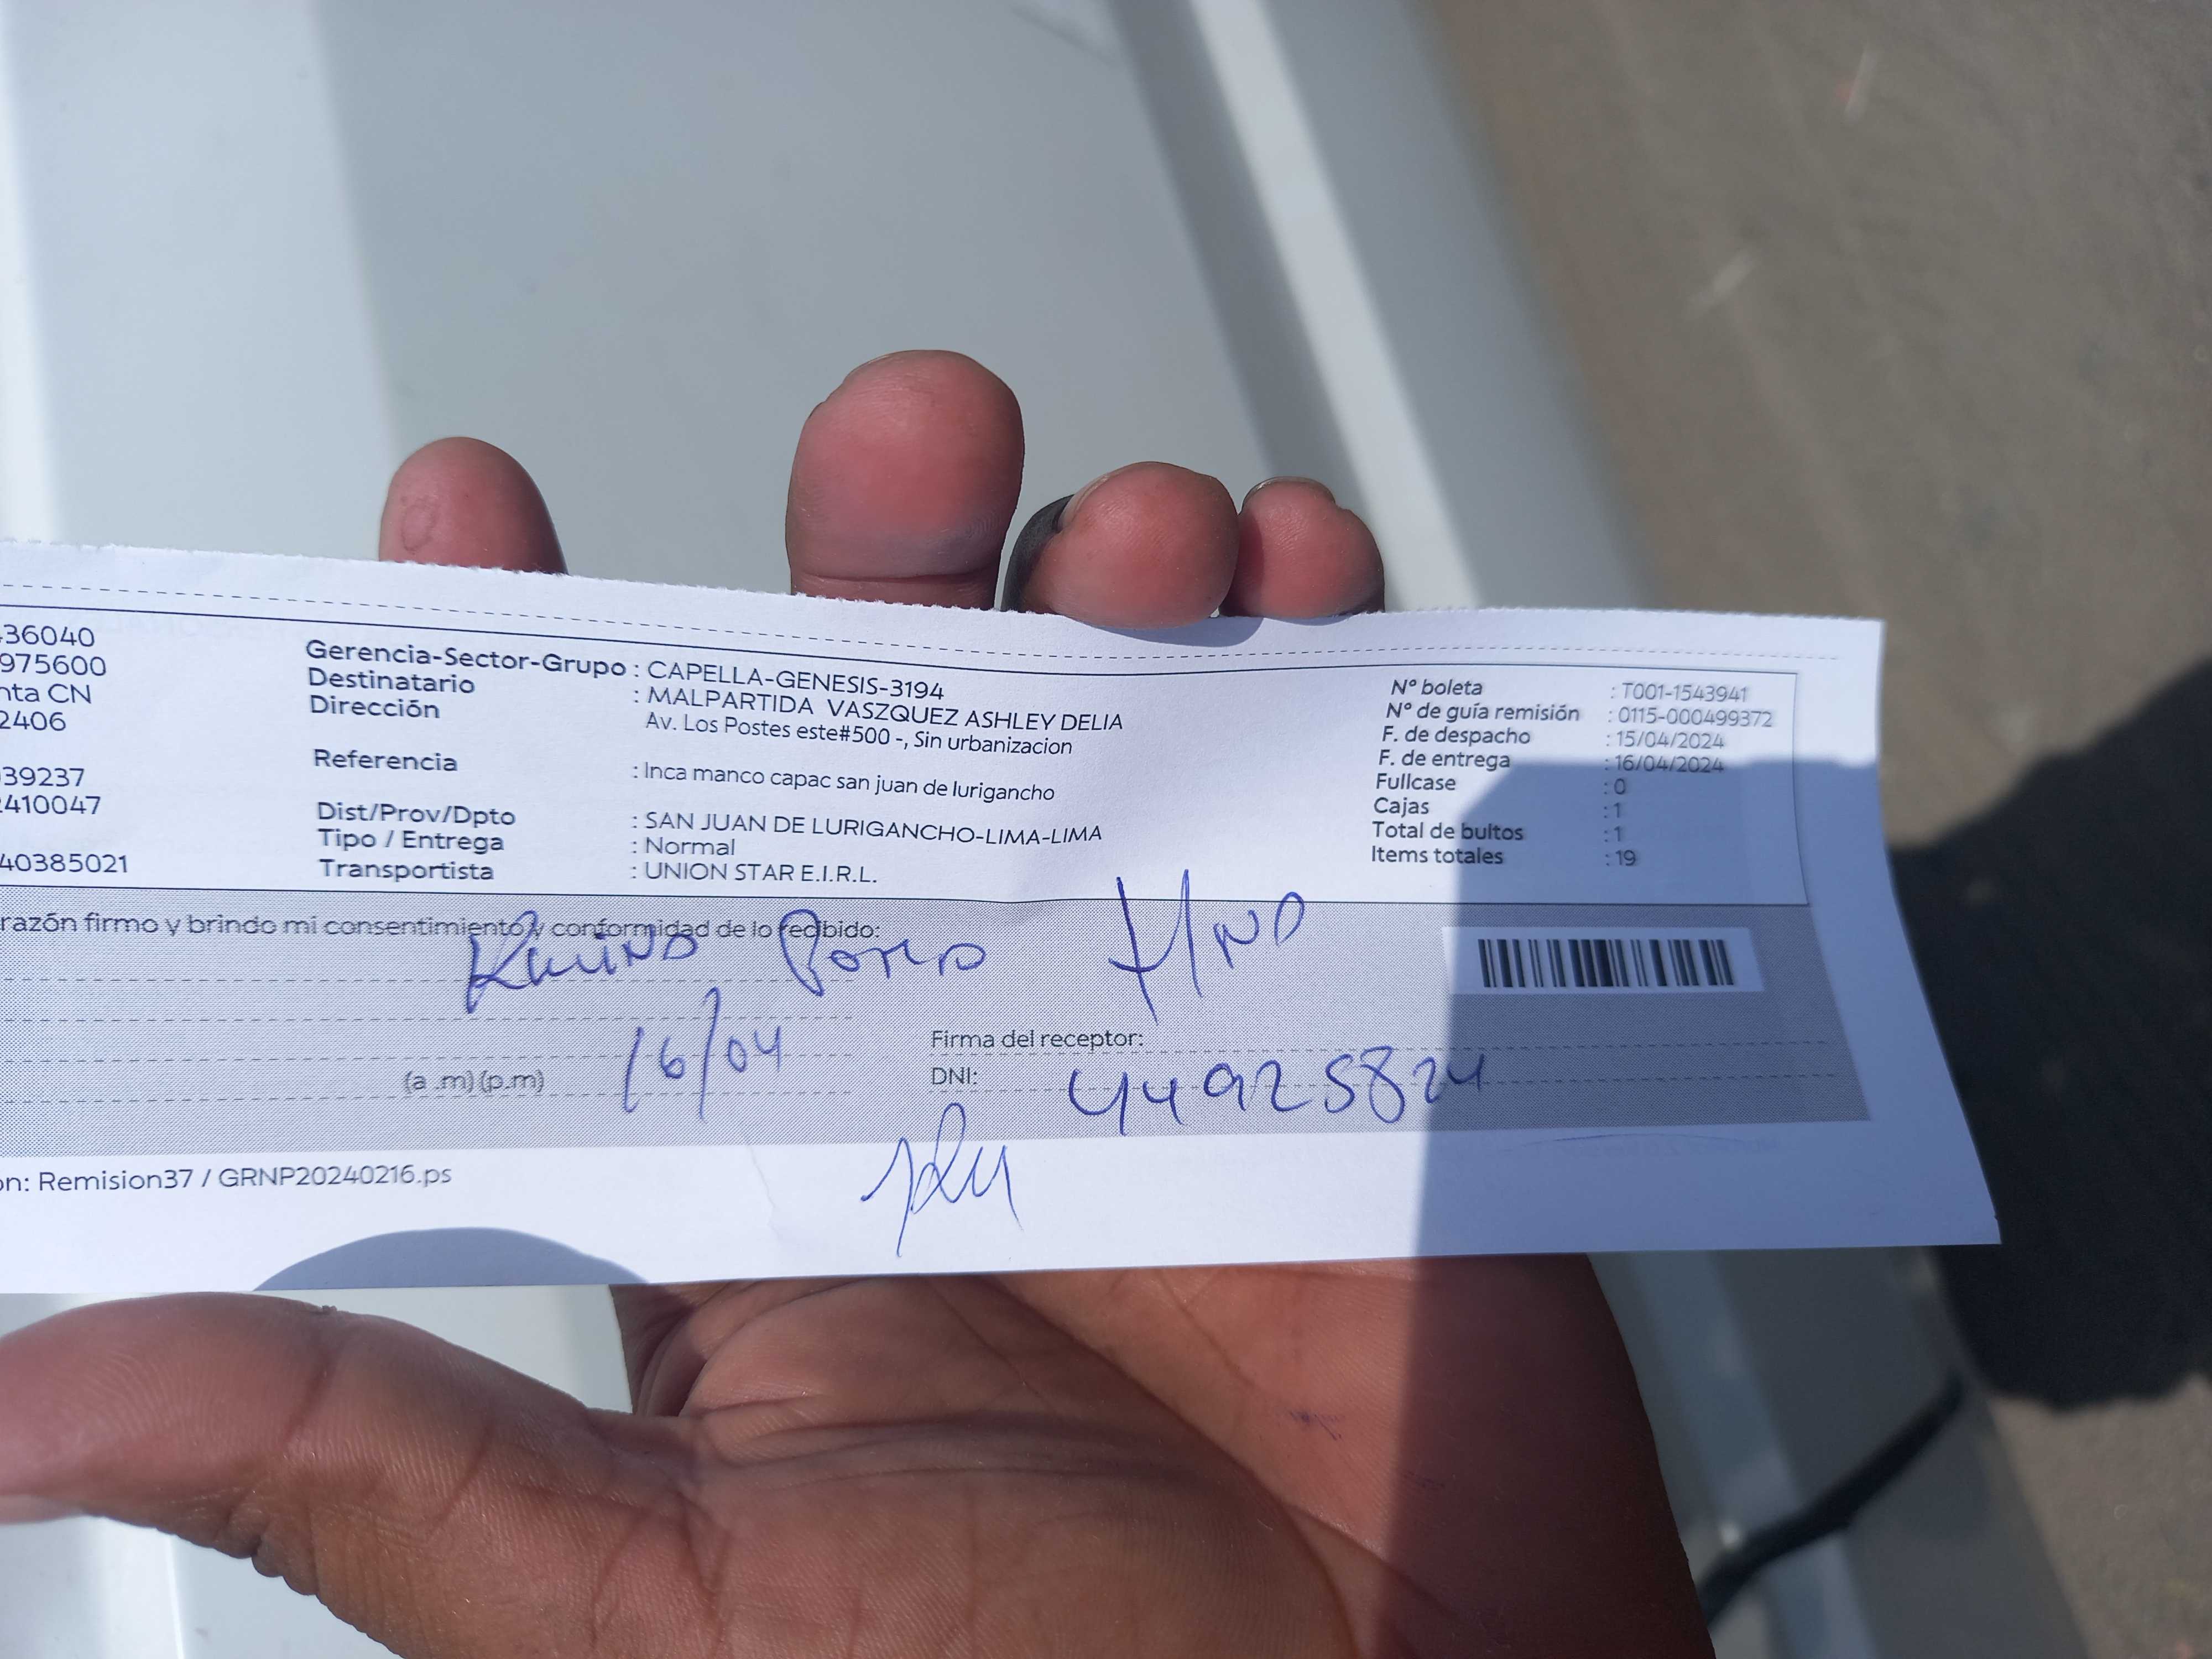 36040
975600
nta CN
2406
39237
410047
40385021
Gerencia-Sector-Grupo : CAPELLA-GENESIS-3194
Destinatario : MALPARTIDA VASZQUEZ ASHLEY DELIA
Dirección Av. Los Postes este#500 -, Sin urbanizacion
Referencia : Inca manco capac san juan de lurigancho
Dist/Prov/Dpto : SAN JUAN DE LURIGANCHO-LIMA-LIMA
Tipo / Entrega : Normal
Transportista : UNION STAR E.I.R.L.
N° boleta : T001-1543941
N° de guía remisión : 0115-000499372
F. de despacho : 15/04/2024
F. de entrega : 16/04/2024
Fullcase : 0
Cajas : 1
Total de bultos : 1
Items totales : 19
razón firmo y brindo mi consentimiento y conformidad de lo recibido:
16/04
Firma del receptor:
(a .m) (p.m)
DNI: 44925824
on: Remision37 / GRNP20240216.ps